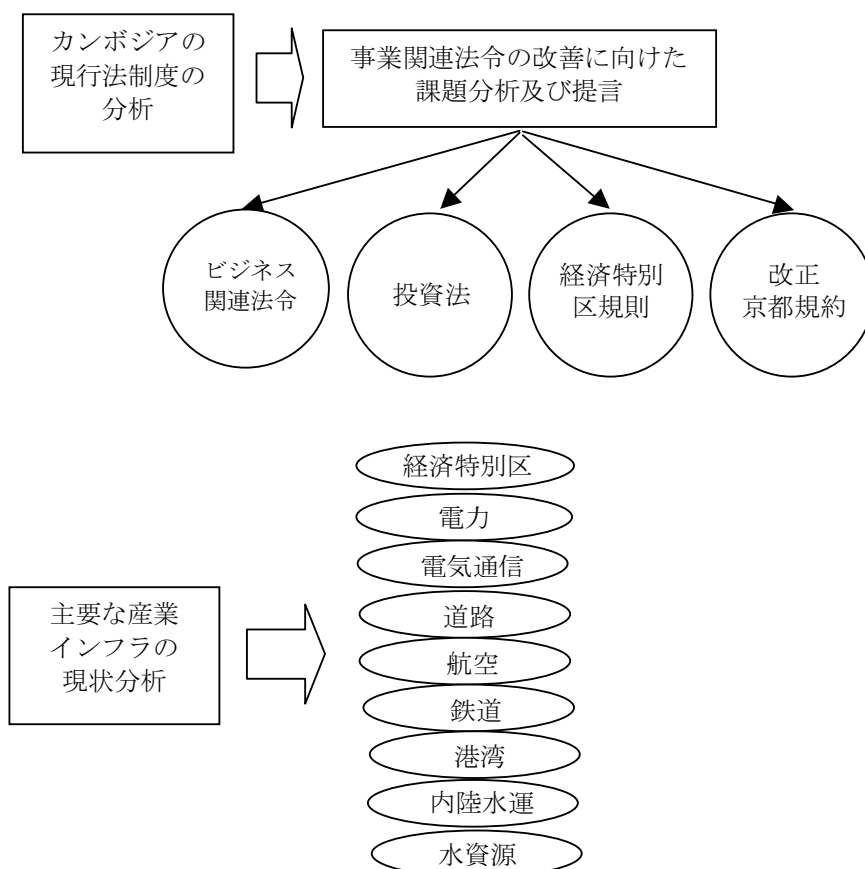 カンボジアの
現行法制度の
分析
事業関連法令の改善に向けた
課題分析及び提言
ビジネス
関連法令
投資法
経済特別
区規則
改正
京都規約
経済特別区
電力
電気通信
道路
航空
鉄道
港湾
内陸水運
水資源
主要な産業
インフラの
現状分析